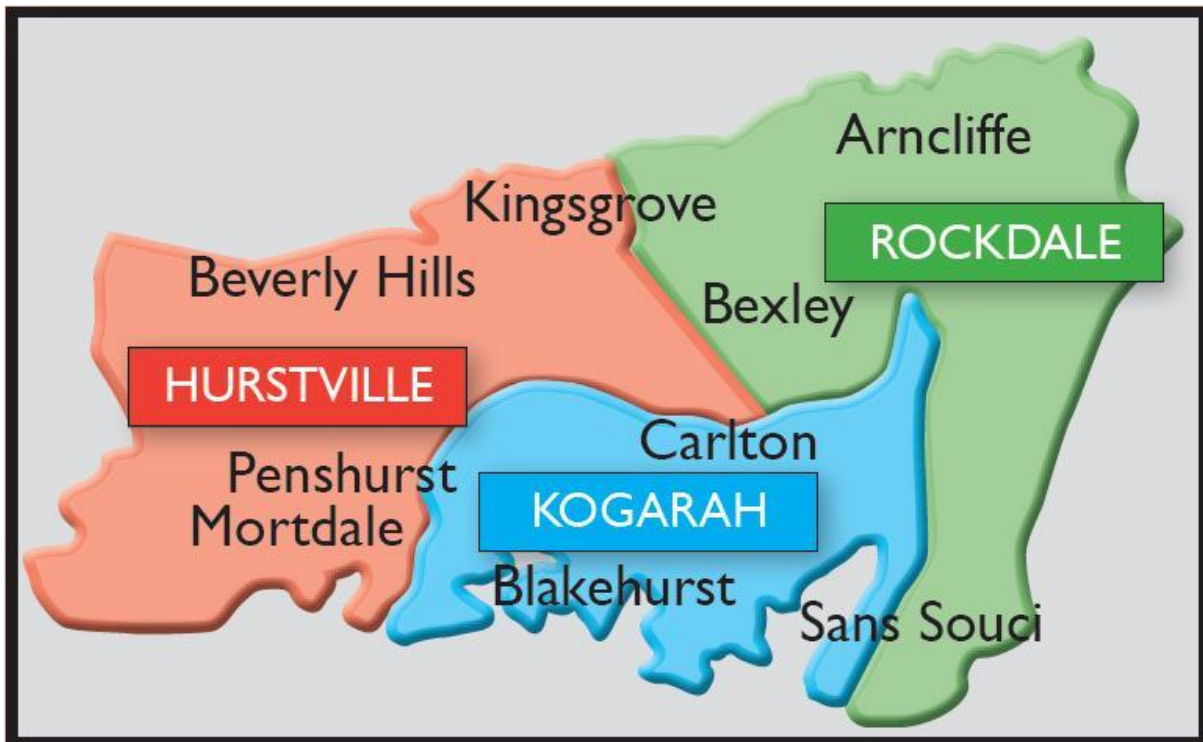 Arncliffe
Kingsgrove
ROCKDALE
Beverly Hills
Bexley
HURSTVILLE
Carlton
Penshurst
KOGARAH
Mortdale
Blakehurst
Sans Souci